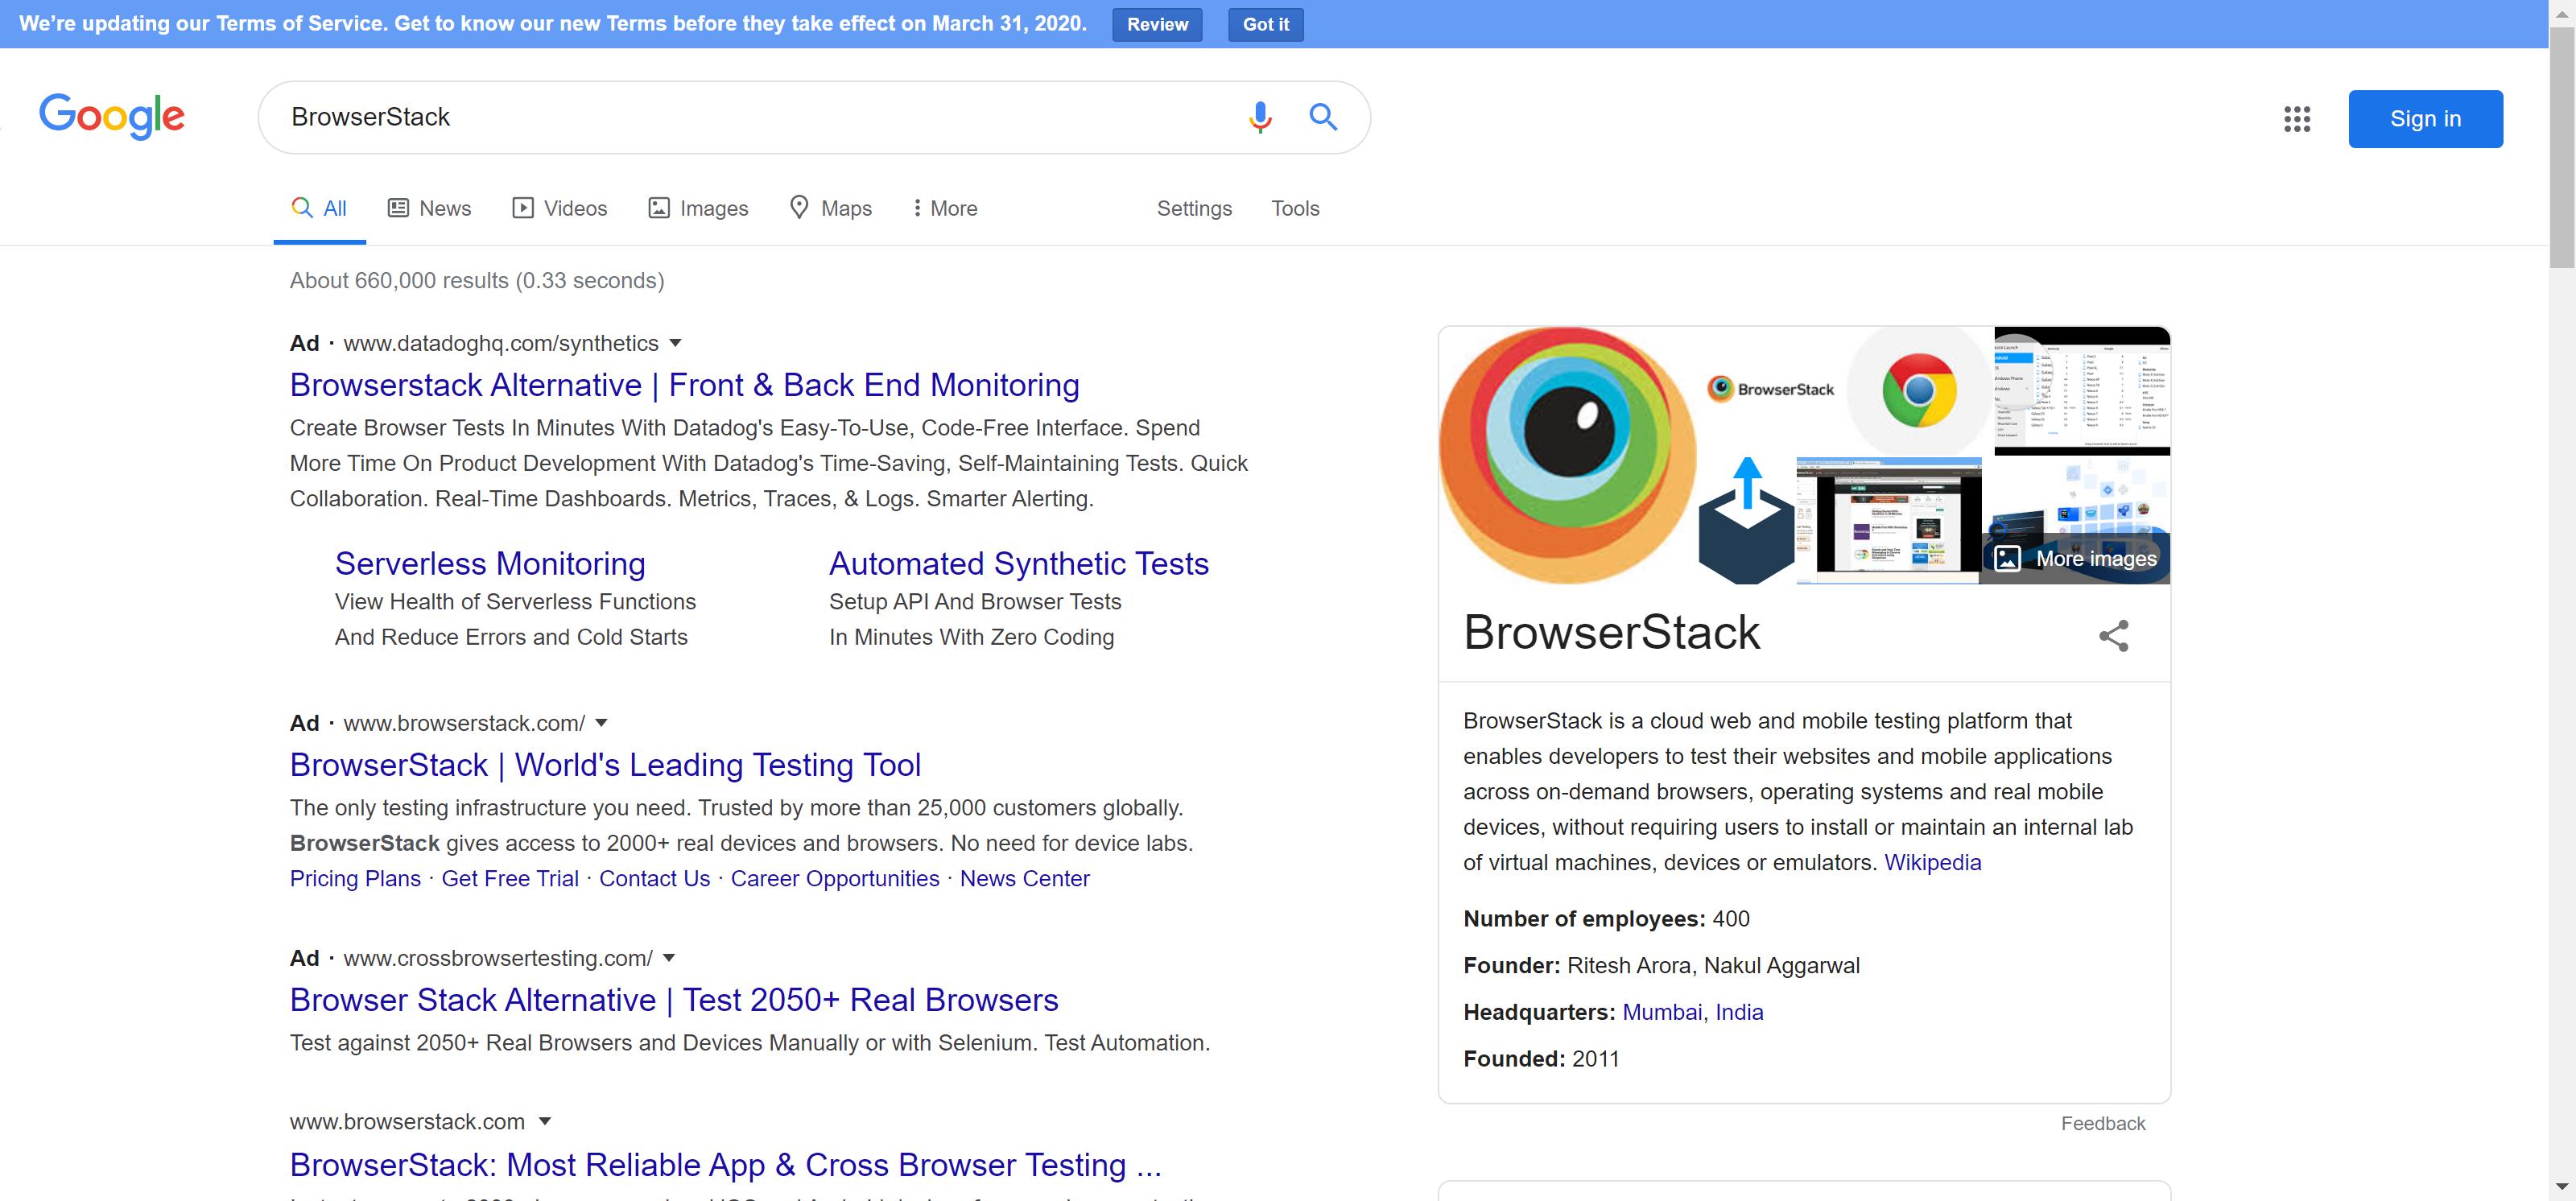 We’re updating our Terms of Service. Get to know our new Terms before they take effect on March 31, 2020. Review Got it
Google
BrowserStack
Sign in
All News Videos Images Maps More Settings Tools
About 660,000 results (0.33 seconds)
Ad · www.datadoghq.com/synthetics
Browserstack Alternative | Front & Back End Monitoring
Create Browser Tests In Minutes With Datadog's Easy-To-Use, Code-Free Interface. Spend
More Time On Product Development With Datadog's Time-Saving, Self-Maintaining Tests. Quick
Collaboration. Real-Time Dashboards. Metrics, Traces, & Logs. Smarter Alerting.
Serverless Monitoring
View Health of Serverless Functions
And Reduce Errors and Cold Starts
Automated Synthetic Tests
Setup API And Browser Tests
In Minutes With Zero Coding
Ad · www.browserstack.com/
BrowserStack | World's Leading Testing Tool
The only testing infrastructure you need. Trusted by more than 25,000 customers globally.
BrowserStack gives access to 2000+ real devices and browsers. No need for device labs.
Pricing Plans · Get Free Trial · Contact Us · Career Opportunities · News Center
Ad · www.crossbrowsertesting.com/
Browser Stack Alternative | Test 2050+ Real Browsers
Test against 2050+ Real Browsers and Devices Manually or with Selenium. Test Automation.
www.browserstack.com
BrowserStack: Most Reliable App & Cross Browser Testing ...
BrowserStack
More images
BrowserStack
BrowserStack is a cloud web and mobile testing platform that
enables developers to test their websites and mobile applications
across on-demand browsers, operating systems and real mobile
devices, without requiring users to install or maintain an internal lab
of virtual machines, devices or emulators. Wikipedia
Number of employees: 400
Founder: Ritesh Arora, Nakul Aggarwal
Headquarters: Mumbai, India
Founded: 2011
Feedback